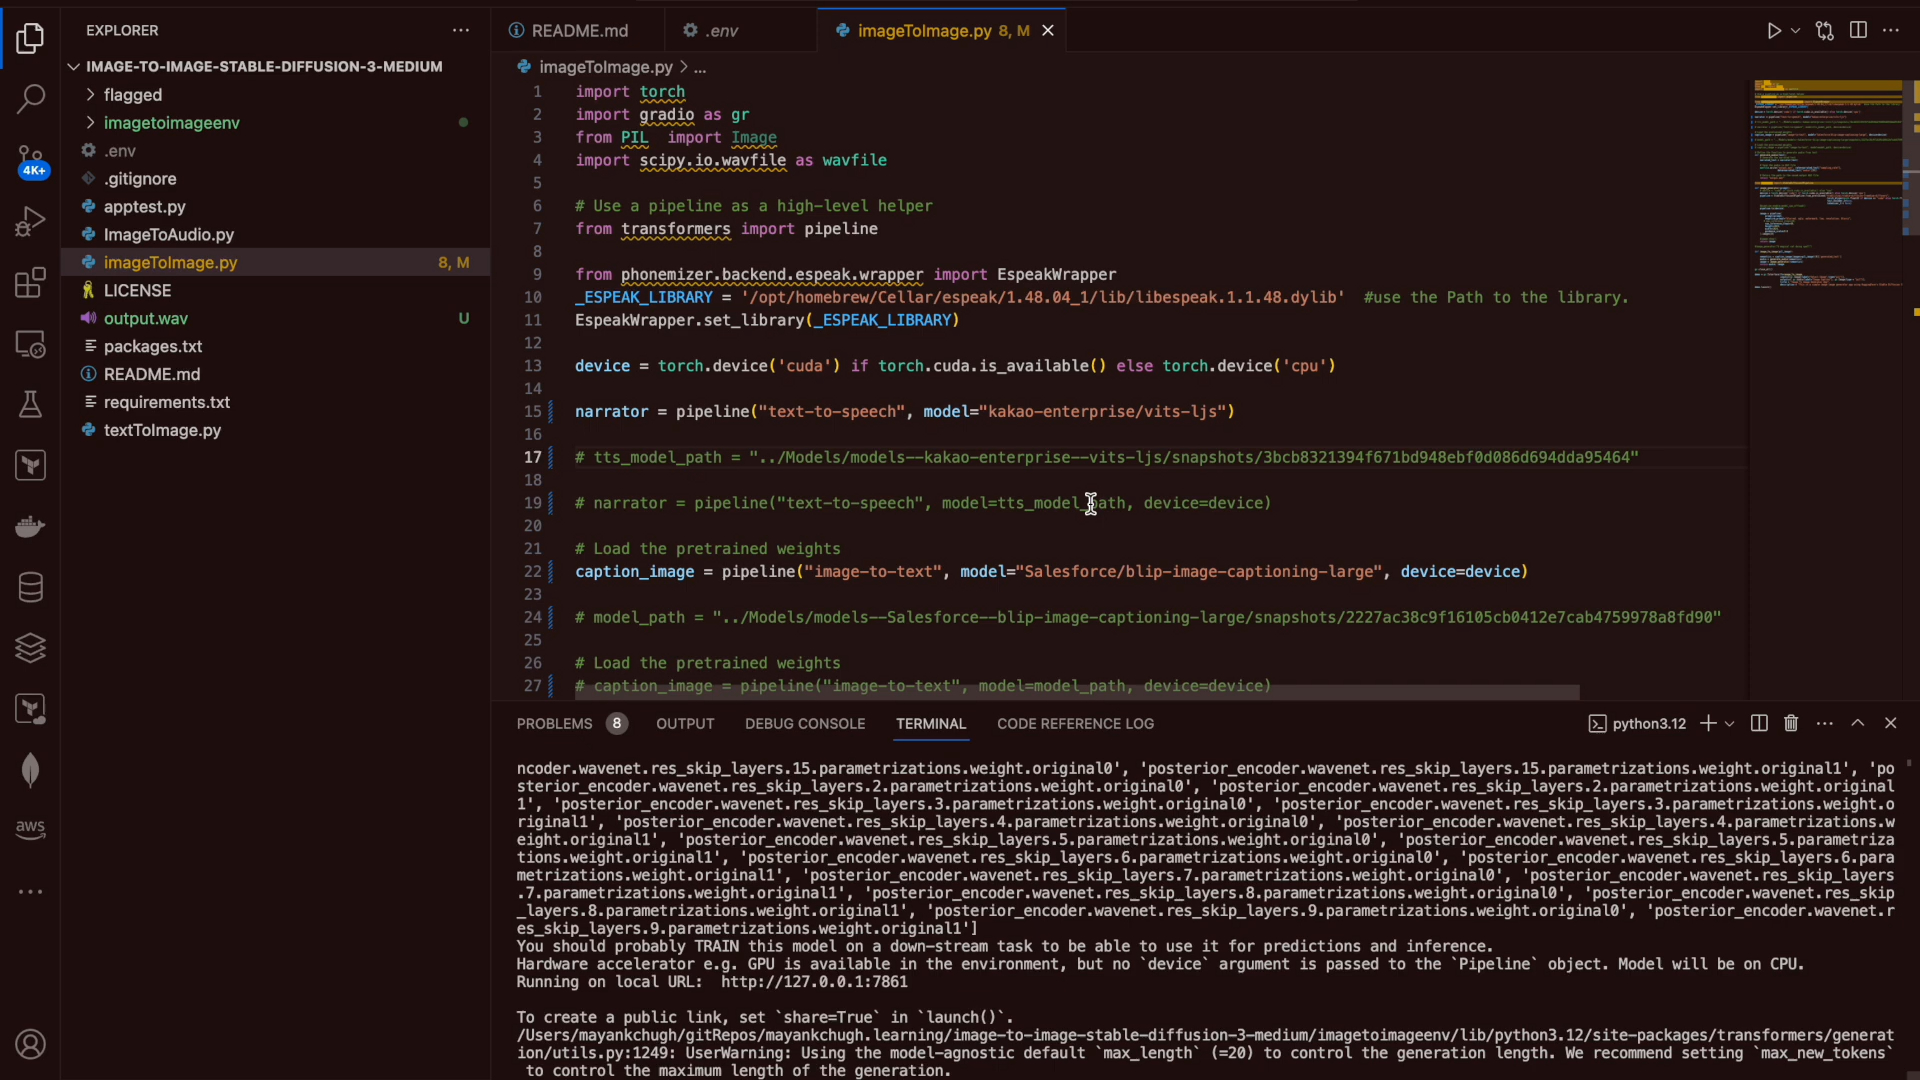 EXPLORER
IMAGE-TO-IMAGE-STABLE-DIFFUSION-3-MEDIUM
flagged
imagetoimageenv
.env
.gitignore
4K+
apptest.py
ImageToAudio.py
imageToImage.py 8, M
LICENSE
output.wav U
packages.txt
README.md
requirements.txt
textToImage.py
aws
README.md
.env
imageToImage.py 8, M
imageToImage.py > ...
1 import torch
2 import gradio as gr
3 from PIL  import Image
4 import scipy.io.wavfile as wavfile
5
6 # Use a pipeline as a high-level helper
7 from transformers import pipeline
8
9 from phonemizer.backend.espeak.wrapper import EspeakWrapper
10 _ESPEAK_LIBRARY = '/opt/homebrew/Cellar/espeak/1.48.04_1/lib/libespeak.1.1.48.dylib'  #use the Path to the library.
11 EspeakWrapper.set_library(_ESPEAK_LIBRARY)
12
13 device = torch.device('cuda') if torch.cuda.is_available() else torch.device('cpu')
14
15 narrator = pipeline("text-to-speech", model="kakao-enterprise/vits-ljs")
16
17 # tts_model_path = "../Models/models--kakao-enterprise--vits-ljs/snapshots/3bcb8321394f671bd948ebf0d086d694dda95464"
18
19 # narrator = pipeline("text-to-speech", model=tts_model_path, device=device)
20
21 # Load the pretrained weights
22 caption_image = pipeline("image-to-text", model="Salesforce/blip-image-captioning-large", device=device)
23
24 # model_path = "../Models/models--Salesforce--blip-image-captioning-large/snapshots/2227ac38c9f16105cb0412e7cab4759978a8fd90"
25
26 # Load the pretrained weights
27 # caption_image = pipeline("image-to-text", model=model_path, device=device)
PROBLEMS 8 OUTPUT DEBUG CONSOLE TERMINAL CODE REFERENCE LOG python3.12
ncoder.wavenet.res_skip_layers.15.parametrizations.weight.original0', 'posterior_encoder.wavenet.res_skip_layers.15.parametrizations.weight.original1', 'po
sterior_encoder.wavenet.res_skip_layers.2.parametrizations.weight.original0', 'posterior_encoder.wavenet.res_skip_layers.2.parametrizations.weight.original
1', 'posterior_encoder.wavenet.res_skip_layers.3.parametrizations.weight.original0', 'posterior_encoder.wavenet.res_skip_layers.3.parametrizations.weight.o
riginal1', 'posterior_encoder.wavenet.res_skip_layers.4.parametrizations.weight.original0', 'posterior_encoder.wavenet.res_skip_layers.4.parametrizations.w
eight.original1', 'posterior_encoder.wavenet.res_skip_layers.5.parametrizations.weight.original0', 'posterior_encoder.wavenet.res_skip_layers.5.parametriza
tions.weight.original1', 'posterior_encoder.wavenet.res_skip_layers.6.parametrizations.weight.original0', 'posterior_encoder.wavenet.res_skip_layers.6.para
metrizations.weight.original1', 'posterior_encoder.wavenet.res_skip_layers.7.parametrizations.weight.original0', 'posterior_encoder.wavenet.res_skip_layers
.7.parametrizations.weight.original1', 'posterior_encoder.wavenet.res_skip_layers.8.parametrizations.weight.original0', 'posterior_encoder.wavenet.res_skip
_layers.8.parametrizations.weight.original1', 'posterior_encoder.wavenet.res_skip_layers.9.parametrizations.weight.original0', 'posterior_encoder.wavenet.r
es_skip_layers.9.parametrizations.weight.original1']
You should probably TRAIN this model on a down-stream task to be able to use it for predictions and inference.
Hardware accelerator e.g. GPU is available in the environment, but no `device` argument is passed to the `Pipeline` object. Model will be on CPU.
Running on local URL:  http://127.0.0.1:7861
To create a public link, set `share=True` in `launch()`.
/Users/mayankchugh/gitRepos/mayankchugh.learning/image-to-image-stable-diffusion-3-medium/imagetoimageenv/lib/python3.12/site-packages/transformers/generat
ion/utils.py:1249: UserWarning: Using the model-agnostic default `max_length` (=20) to control the generation length. We recommend setting `max_new_tokens`
 to control the maximum length of the generation.